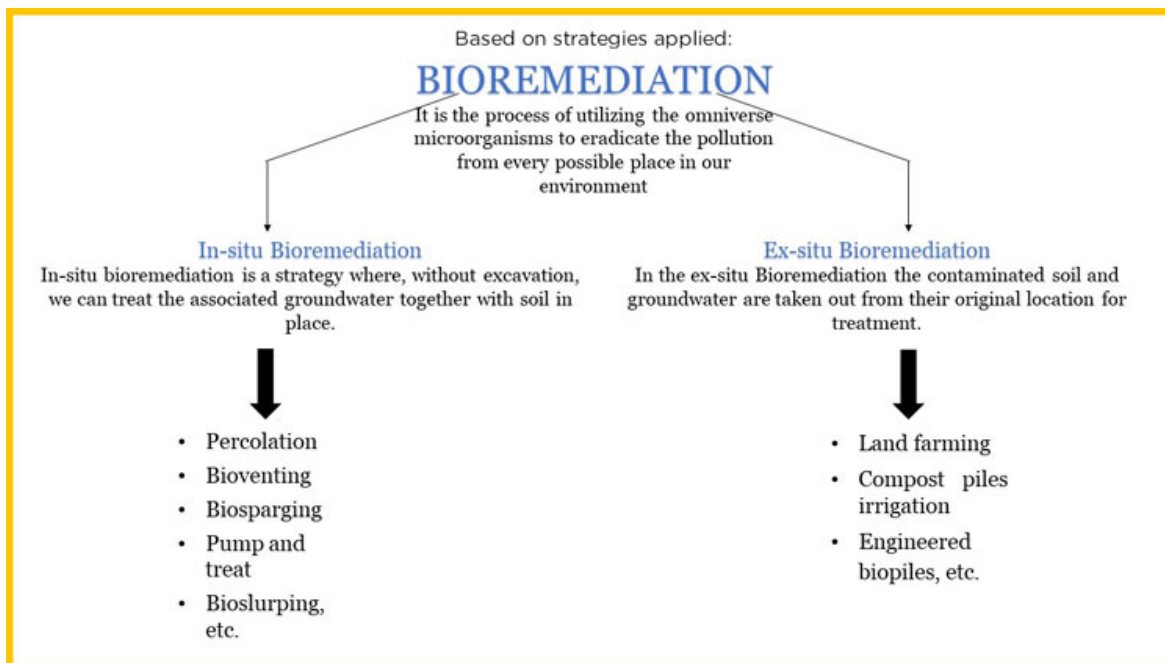 Based on strategies applied:
BIOREMEDIATION
It is the process of utilizing the omniverse
microorganisms to eradicate the pollution
from every possible place in our
environment
In-situ Bioremediation
In-situ bioremediation is a strategy where, without excavation,
we can treat the associated groundwater together with soil in
place.
• Percolation
• Bioventing
• Biosparging
• Pump and
treat
• Bioslurping,
etc.
Ex-situ Bioremediation
In the ex-situ Bioremediation the contaminated soil and
groundwater are taken out from their original location for
treatment.
• Land farming
• Compost piles
irrigation
• Engineered
biopiles, etc.